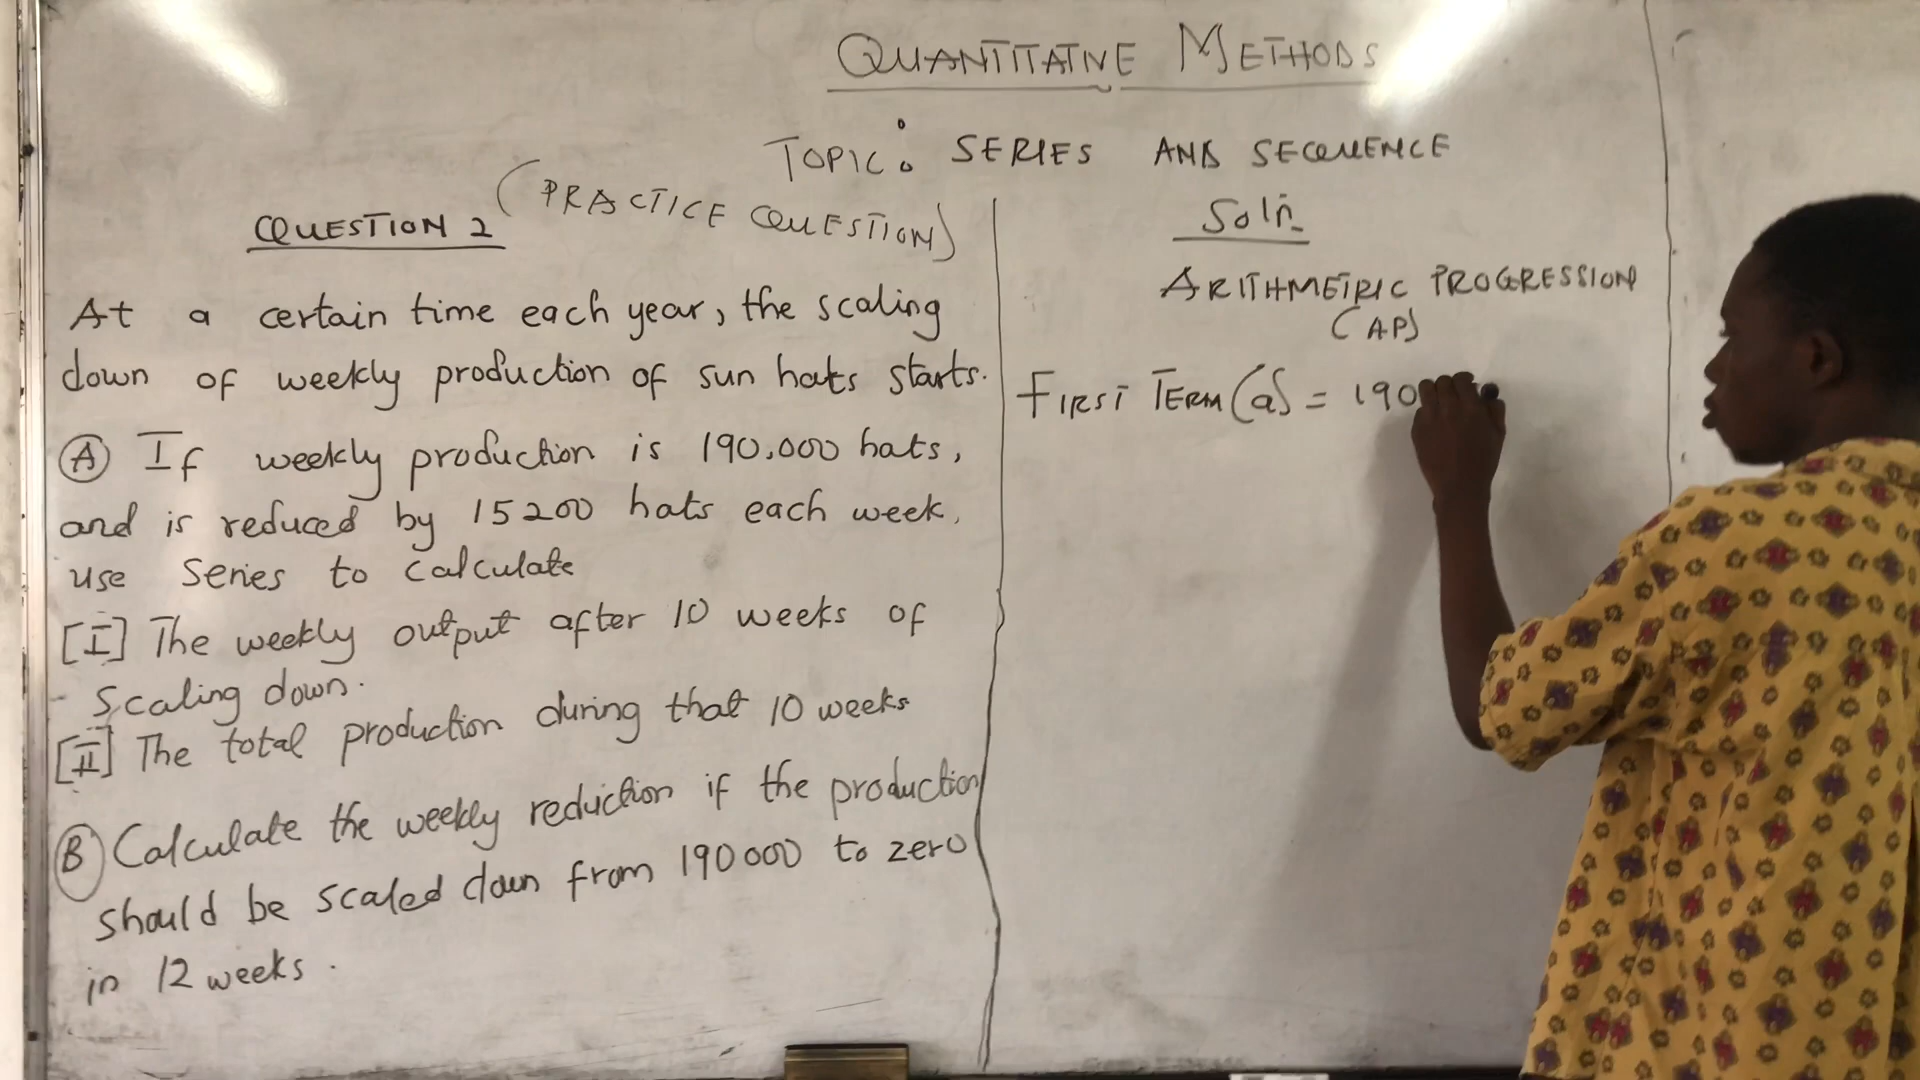 QUANTITATIVE METHODS
TOPIC: SERIES AND SEQUENCE
(PRACTICE QUESTION)
QUESTION 2
At a certain time each year, the scaling
down of weekly production of sun hats starts.
(A) If weekly production is 190,000 hats,
and is reduced by 15200 hats each week,
use series to calculate
[I] The weekly output after 10 weeks of
scaling down.
[II] The total production during that 10 weeks
(B) Calculate the weekly reduction if the production
should be scaled down from 190000 to zero
in 12 weeks.
Soln
ARITHMETRIC PROGRESSION
(AP)
FIRST TERM (a) = 190